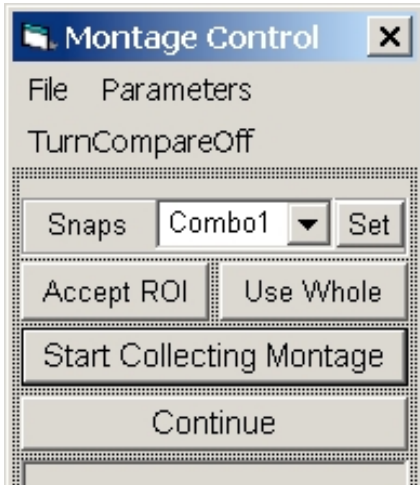 Montage Control
File Parameters
TurnCompareOff
Snaps Combo1 Set
Accept ROI Use Whole
Start Collecting Montage
Continue